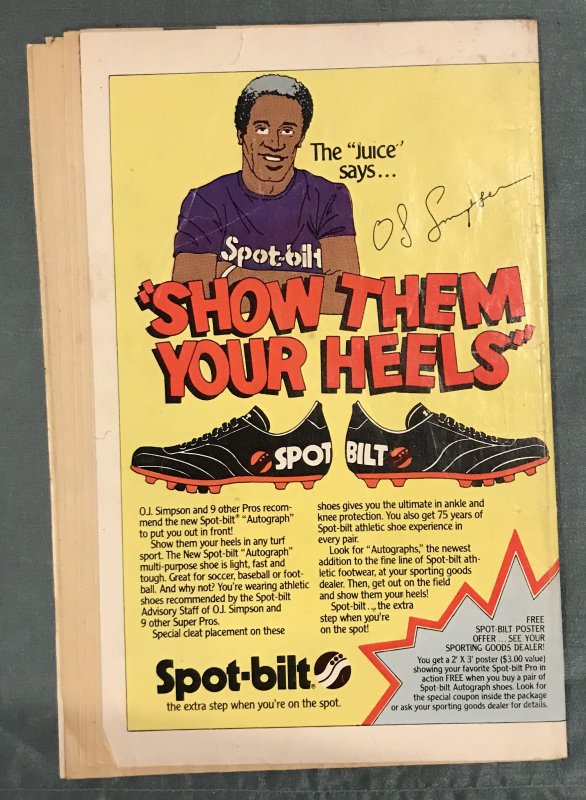 The "Juice"
says...
OJ Simpson
Spot-bilt
"SHOW THEM
YOUR HEELS"
SPOT BILT
O.J. Simpson and 9 other Pros recom-
mend the new Spot-bilt® "Autograph"
to put you out in front!
Show them your heels in any turf
sport. The New Spot-bilt "Autograph"
multi-purpose shoe is light, fast and
tough. Great for soccer, baseball or foot-
ball. And why not? You're wearing athletic
shoes recommended by the Spot-bilt
Advisory Staff of O.J. Simpson and
9 other Super Pros.
Special cleat placement on these
shoes gives you the ultimate in ankle and
knee protection. You also get 75 years of
Spot-bilt athletic shoe experience in
every pair.
Look for "Autographs," the newest
addition to the fine line of Spot-bilt ath-
letic footwear, at your sporting goods
dealer. Then, get out on the field
and show them your heels!
Spot-bilt... the extra
step when you're
on the spot!
FREE
SPOT-BILT POSTER
OFFER... SEE YOUR
SPORTING GOODS DEALER!
You get a 2' X 3' poster ($3.00 value)
showing your favorite Spot-bilt Pro in
action FREE when you buy a pair of
Spot-bilt Autograph shoes. Look for
the special coupon inside the package
or ask your sporting goods dealer for details.
Spot-bilt®
the extra step when you're on the spot.